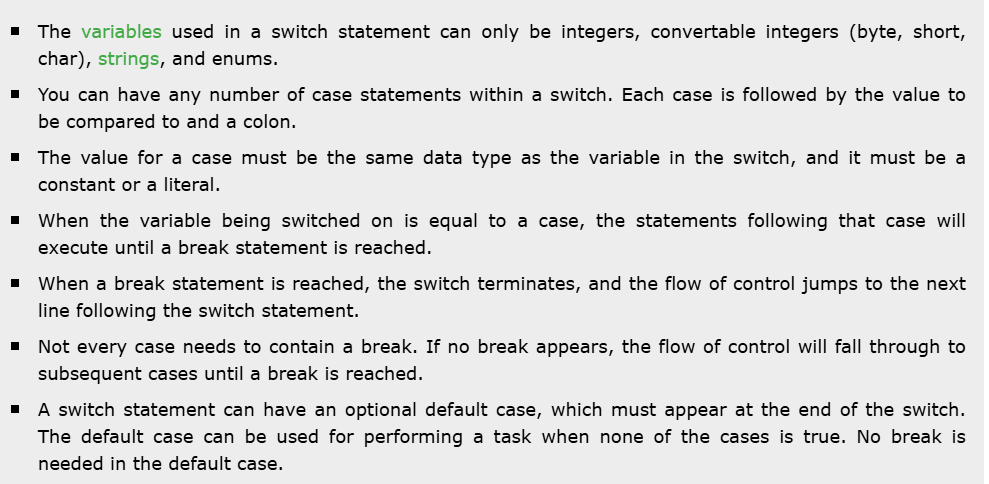 The variables used in a switch statement can only be integers, convertable integers (byte, short,
char), strings, and enums.
You can have any number of case statements within a switch. Each case is followed by the value to
be compared to and a colon.
The value for a case must be the same data type as the variable in the switch, and it must be a
constant or a literal.
When the variable being switched on is equal to a case, the statements following that case will
execute until a break statement is reached.
When a break statement is reached, the switch terminates, and the flow of control jumps to the next
line following the switch statement.
Not every case needs to contain a break. If no break appears, the flow of control will fall through to
subsequent cases until a break is reached.
A switch statement can have an optional default case, which must appear at the end of the switch.
The default case can be used for performing a task when none of the cases is true. No break is
needed in the default case.